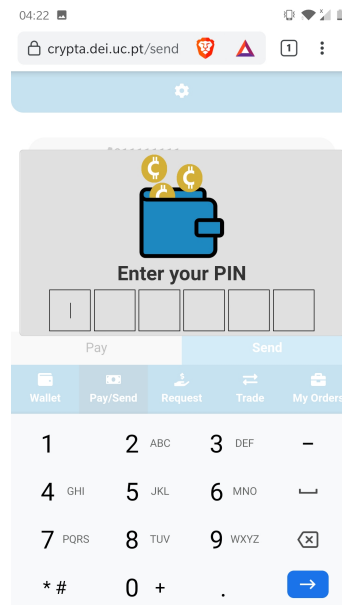 04:22
crypta.dei.uc.pt/send
1
Enter your PIN
Pay Send
Wallet Pay/Send Request Trade My Orders
1 2 ABC 3 DEF –
4 GHI 5 JKL 6 MNO
7 PQRS 8 TUV 9 WXYZ
* # 0 + .